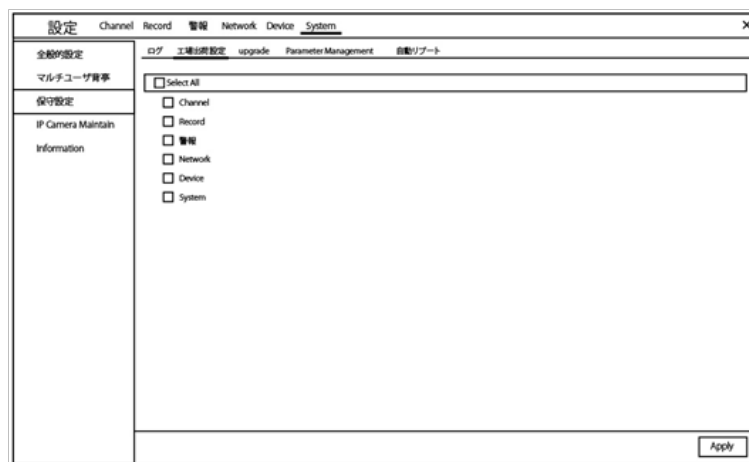 設定 Channel Record 警報 Network Device System ×
全般的設定
マルチユーザ背亭
保守設定
IP Camera Maintain
Information
ログ 工場出荷設定 upgrade Parameter Management 自動リブート
Select All
Channel
Record
警報
Network
Device
System
Apply